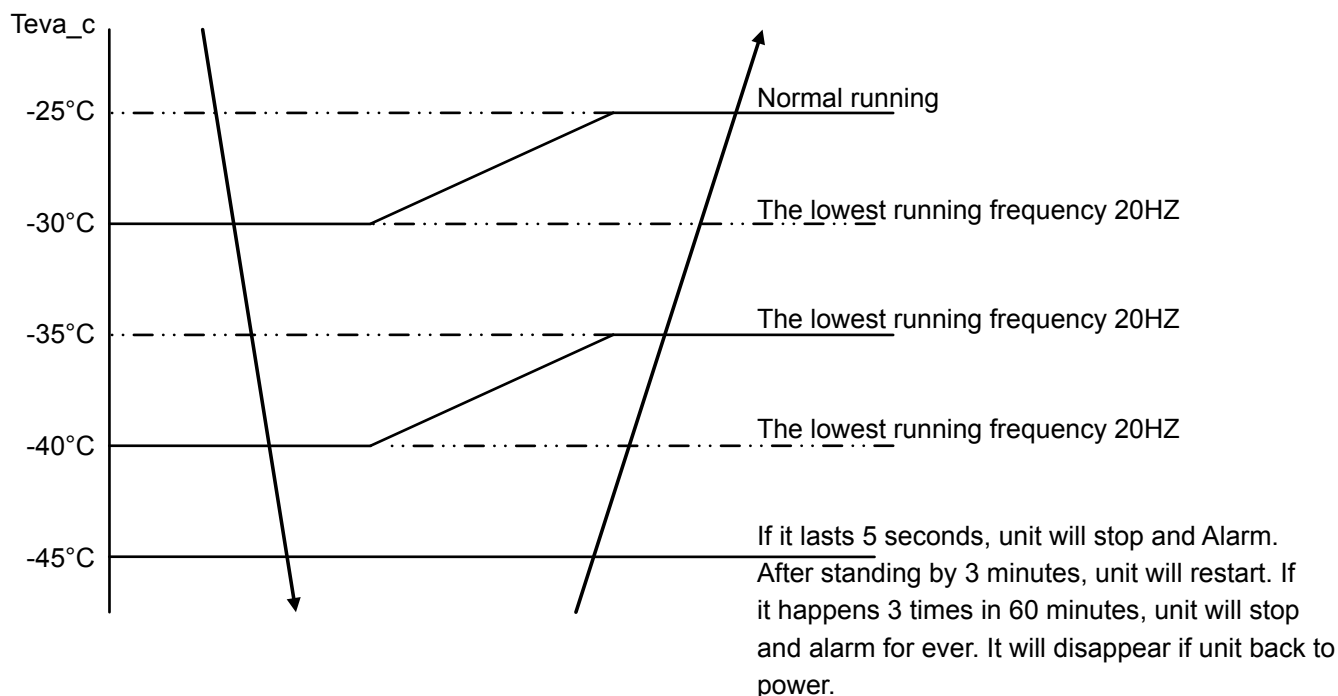 Teva_c
-25°C
Normal running
-30°C
The lowest running frequency 20HZ
-35°C
The lowest running frequency 20HZ
-40°C
The lowest running frequency 20HZ
-45°C
If it lasts 5 seconds, unit will stop and Alarm.
After standing by 3 minutes, unit will restart. If
it happens 3 times in 60 minutes, unit will stop
and alarm for ever. It will disappear if unit back to
power.